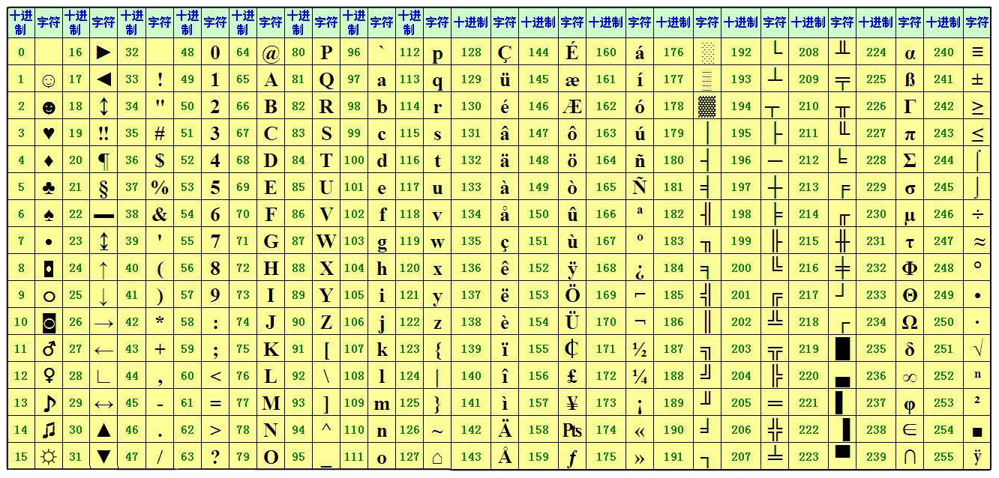 十进制 字符 十进制 字符 十进制 字符 十进制 字符 十进制 字符 十进制 字符 十进制 字符 十进制 字符 十进制 字符 十进制 字符 十进制 字符 十进制 字符 十进制 字符 十进制 字符 十进制 字符 十进制 字符
0 16 ► 32 48 0 64 @ 80 P 96 ` 112 p 128 Ç 144 É 160 á 176 ░ 192 └ 208 ╨ 224 α 240 ≡
1 ☺ 17 ◄ 33 ! 49 1 65 A 81 Q 97 a 113 q 129 ü 145 æ 161 í 177 ▒ 193 ┴ 209 ╤ 225 ß 241 ±
2 ☻ 18 ↕ 34 " 50 2 66 B 82 R 98 b 114 r 130 é 146 Æ 162 ó 178 ▓ 194 ┬ 210 ╥ 226 Γ 242 ≥
3 ♥ 19 ‼ 35 # 51 3 67 C 83 S 99 c 115 s 131 â 147 ô 163 ú 179 │ 195 ├ 211 ╙ 227 π 243 ≤
4 ♦ 20 ¶ 36 $ 52 4 68 D 84 T 100 d 116 t 132 ä 148 ö 164 ñ 180 ┤ 196 ─ 212 ╘ 228 Σ 244 ⌠
5 ♣ 21 § 37 % 53 5 69 E 85 U 101 e 117 u 133 à 149 ò 165 Ñ 181 ╡ 197 ┼ 213 ╒ 229 σ 245 ⌡
6 ♠ 22 ▬ 38 & 54 6 70 F 86 V 102 f 118 v 134 å 150 û 166 ª 182 ╢ 198 ╞ 214 ╓ 230 μ 246 ÷
7 • 23 ↨ 39 ' 55 7 71 G 87 W 103 g 119 w 135 ç 151 ù 167 º 183 ╖ 199 ╟ 215 ╫ 231 τ 247 ≈
8 ◘ 24 ↑ 40 ( 56 8 72 H 88 X 104 h 120 x 136 ê 152 ÿ 168 ¿ 184 ╕ 200 ╚ 216 ╪ 232 Φ 248 °
9 ○ 25 ↓ 41 ) 57 9 73 I 89 Y 105 i 121 y 137 ë 153 Ö 169 ⌐ 185 ╣ 201 ╔ 217 ┘ 233 Θ 249 •
10 ◙ 26 → 42 * 58 : 74 J 90 Z 106 j 122 z 138 è 154 Ü 170 ¬ 186 ║ 202 ╩ 218 ┌ 234 Ω 250 ·
11 ♂ 27 ← 43 + 59 ; 75 K 91 [ 107 k 123 { 139 ï 155 ₵ 171 ½ 187 ╗ 203 ╦ 219 █ 235 δ 251 √
12 ♀ 28 ∟ 44 , 60 < 76 L 92 \ 108 l 124 | 140 î 156 £ 172 ¼ 188 ╝ 204 ╠ 220 ▄ 236 ∞ 252 ⁿ
13 ♪ 29 ↔ 45 - 61 = 77 M 93 ] 109 m 125 } 141 ì 157 ¥ 173 ¡ 189 ╜ 205 ═ 221 ▌ 237 φ 253 ²
14 ♫ 30 ▲ 46 . 62 > 78 N 94 ^ 110 n 126 ~ 142 Ä 158 ₧ 174 « 190 ╛ 206 ╬ 222 ▐ 238 ∈ 254 ■
15 ☼ 31 ▼ 47 / 63 ? 79 O 95 _ 111 o 127 ⌂ 143 Å 159 ƒ 175 » 191 ┐ 207 ╧ 223 ▀ 239 ∩ 255 ÿ